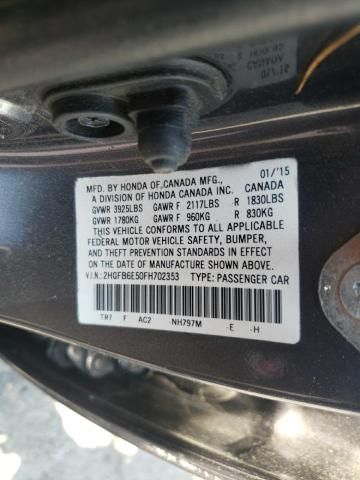 MFD. BY HONDA OF CANADA MFG., 01/15
A DIVISION OF HONDA CANADA INC. CANADA
GVWR 3925LBS GAWR F 2117LBS R 1830LBS
GVWR 1780KG GAWR F 960KG R 830KG
THIS VEHICLE CONFORMS TO ALL APPLICABLE
FEDERAL MOTOR VEHICLE SAFETY, BUMPER,
AND THEFT PREVENTION STANDARDS IN EFFECT
ON THE DATE OF MANUFACTURE SHOWN ABOVE.
V.I.N.: 2HGFB6E50FH702353 TYPE: PASSENGER CAR
TR7 F AC2 -NH797M -E -H